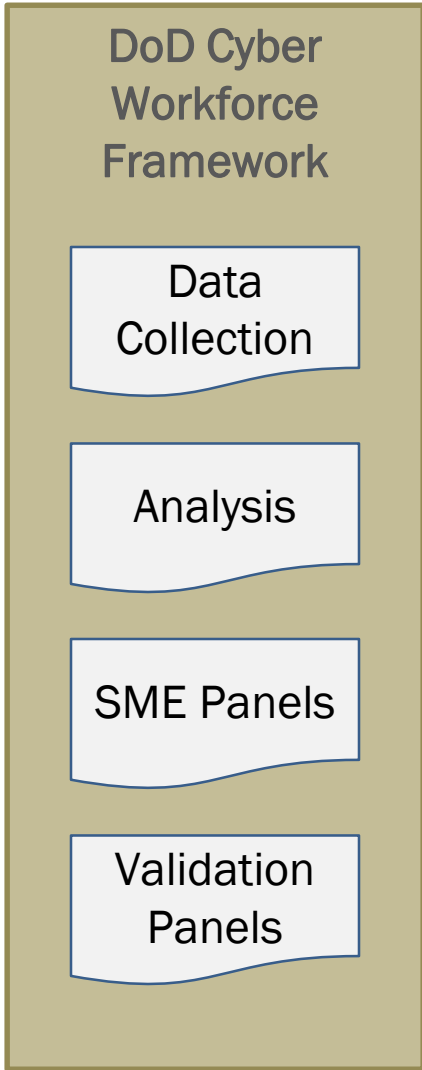 DoD Cyber
Workforce
Framework
Data
Collection
Analysis
SME Panels
Validation
Panels